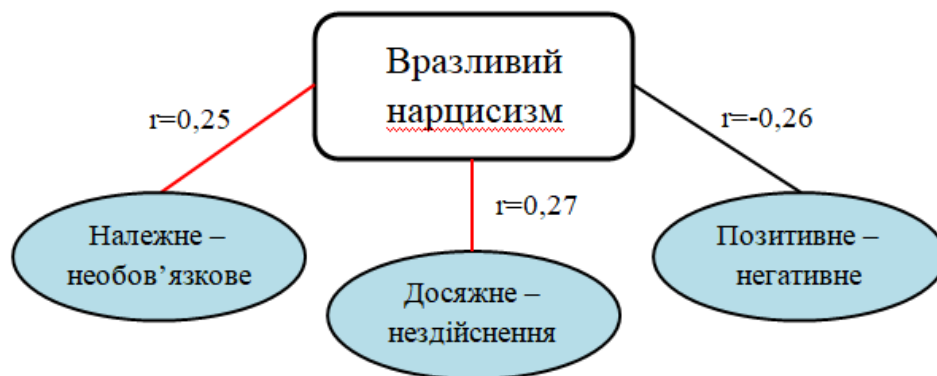 Вразливий
нарцисизм
r=0,25
r=-0,26
r=0,27
Належне –
необов’язкове
Досяжне –
нездійснення
Позитивне –
негативне